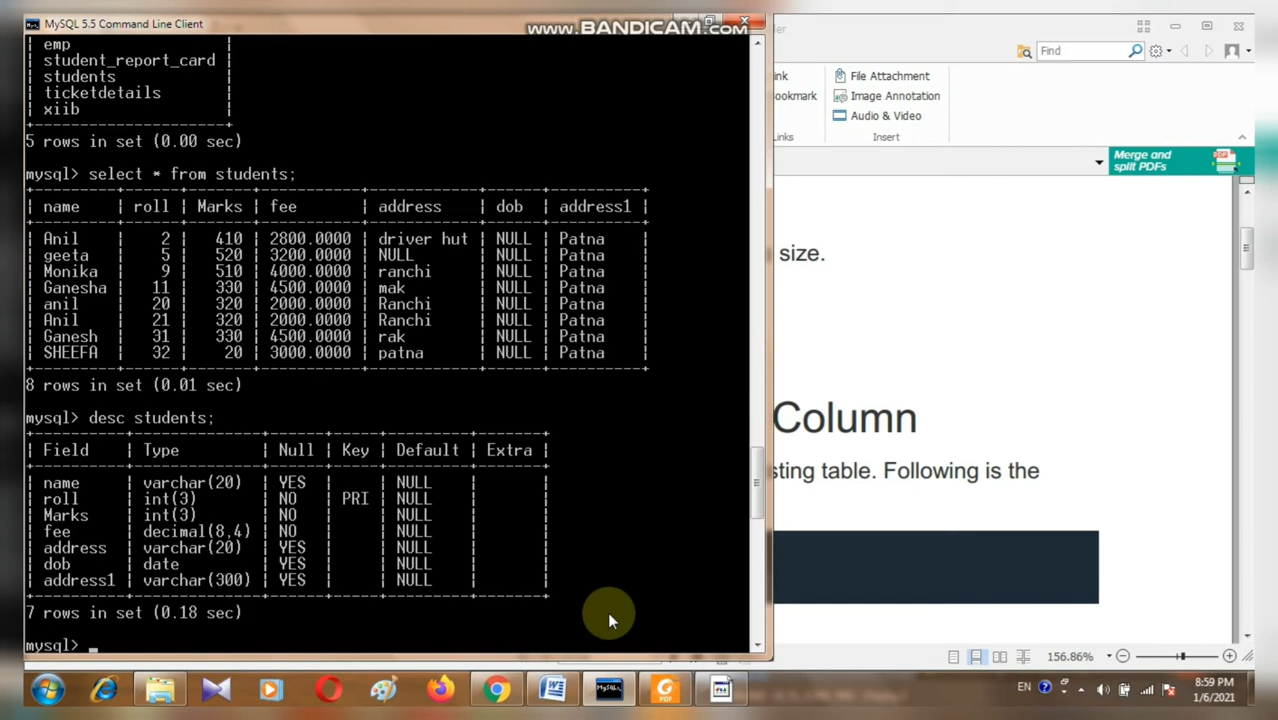 MySQL 5.5 Command Line Client
www.BANDICAM.com
| emp |
| student_report_card |
| students |
| ticketdetails |
| xiib |
5 rows in set (0.00 sec)
mysql> select * from students;
| name | roll | Marks | fee | address | dob | address1 |
| Anil | 2 | 410 | 2800.0000 | driver hut | NULL | Patna |
| geeta | 5 | 520 | 3200.0000 | NULL | NULL | Patna |
| Monika | 9 | 510 | 4000.0000 | ranchi | NULL | Patna |
| Ganesha | 11 | 330 | 4500.0000 | mak | NULL | Patna |
| anil | 20 | 320 | 2000.0000 | Ranchi | NULL | Patna |
| Anil | 21 | 320 | 2000.0000 | Ranchi | NULL | Patna |
| Ganesh | 31 | 330 | 4500.0000 | rak | NULL | Patna |
| SHEEFA | 32 | 20 | 3000.0000 | patna | NULL | Patna |
8 rows in set (0.01 sec)
mysql> desc students;
| Field | Type | Null | Key | Default | Extra |
| name | varchar(20) | YES | | NULL | |
| roll | int(3) | NO | PRI | NULL | |
| Marks | int(3) | NO | | NULL | |
| fee | decimal(8,4) | NO | | NULL | |
| address | varchar(20) | YES | | NULL | |
| dob | date | YES | | NULL | |
| address1 | varchar(300) | YES | | NULL | |
7 rows in set (0.18 sec)
mysql> _
Find
File Attachment
Image Annotation
Audio & Video
Insert
Merge and
split PDFs
size.
Column
sting table. Following is the
156.86%
EN
8:59 PM
1/6/2021